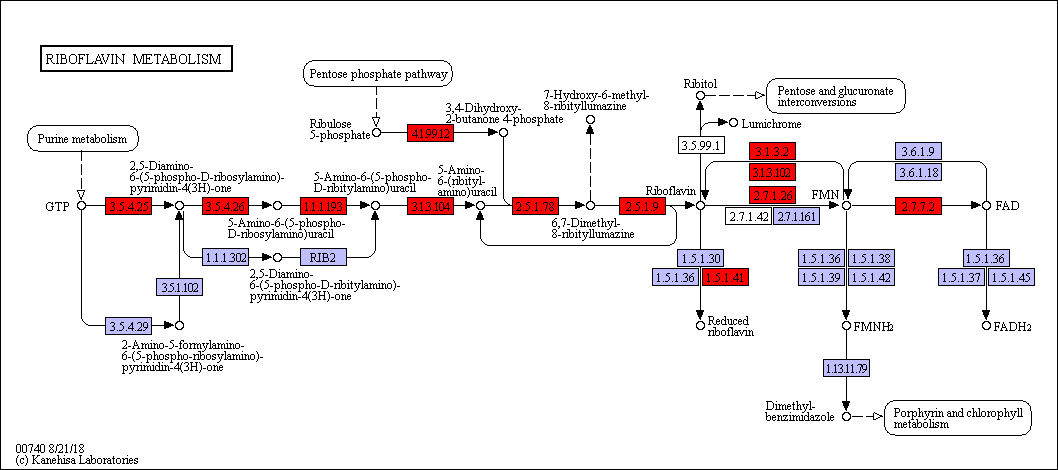 RIBOFLAVIN METABOLISM
Pentose phosphate pathway
Purine metabolism
Ribulose
5-phosphate
4.1.99.12
3,4-Dihydroxy-
2-butanone 4-phosphate
7-Hydroxy-6-methyl-
8-ribityllumazine
Ribitol
Pentose and glucuronate
interconversions
Lumichrome
3.5.99.1
3.1.3.2
3.1.3.102
2.7.1.26
2.7.1.42
2.7.1.161
3.6.1.9
3.6.1.18
GTP
3.5.4.25
2,5-Diamino-
6-(5-phospho-D-ribosylamino)-
pyrimidin-4(3H)-one
3.5.4.26
5-Amino-6-(5-phospho-
D-ribosylamino)uracil
1.1.1.193
5-Amino-6-(5-phospho-
D-ribitylamino)uracil
3.1.3.104
5-Amino-
6-(ribityl-
amino)uracil
2.5.1.78
6,7-Dimethyl-
8-ribityllumazine
2.5.1.9
Riboflavin
FMN
2.7.7.2
FAD
1.1.1.302
RIB2
2,5-Diamino-
6-(5-phospho-D-ribitylamino)-
pyrimidin-4(3H)-one
3.5.1.102
3.5.4.29
2-Amino-5-formylamino-
6-(5-phospho-ribosylamino)-
pyrimidin-4(3H)-one
1.5.1.30
1.5.1.36
1.5.1.41
Reduced
riboflavin
1.5.1.36
1.5.1.38
1.5.1.39
1.5.1.42
FMNH2
1.5.1.36
1.5.1.37
1.5.1.45
FADH2
1.13.11.79
Dimethyl-
benzimidazole
Porphyrin and chlorophyll
metabolism
00740 8/21/18
(c) Kanehisa Laboratories